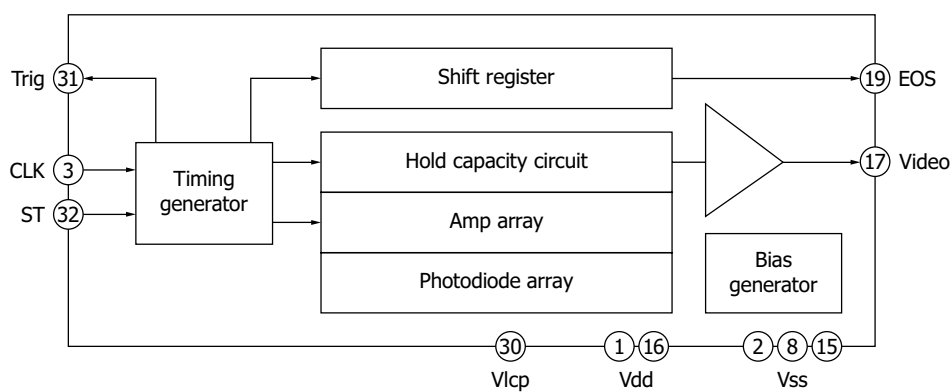 Shift register
Trig 31
19 EOS
Hold capacity circuit
CLK 3
Timing
generator
17 Video
ST 32
Amp array
Photodiode array
Bias
generator
30
1 16
2 8 15
Vlcp
Vdd
Vss